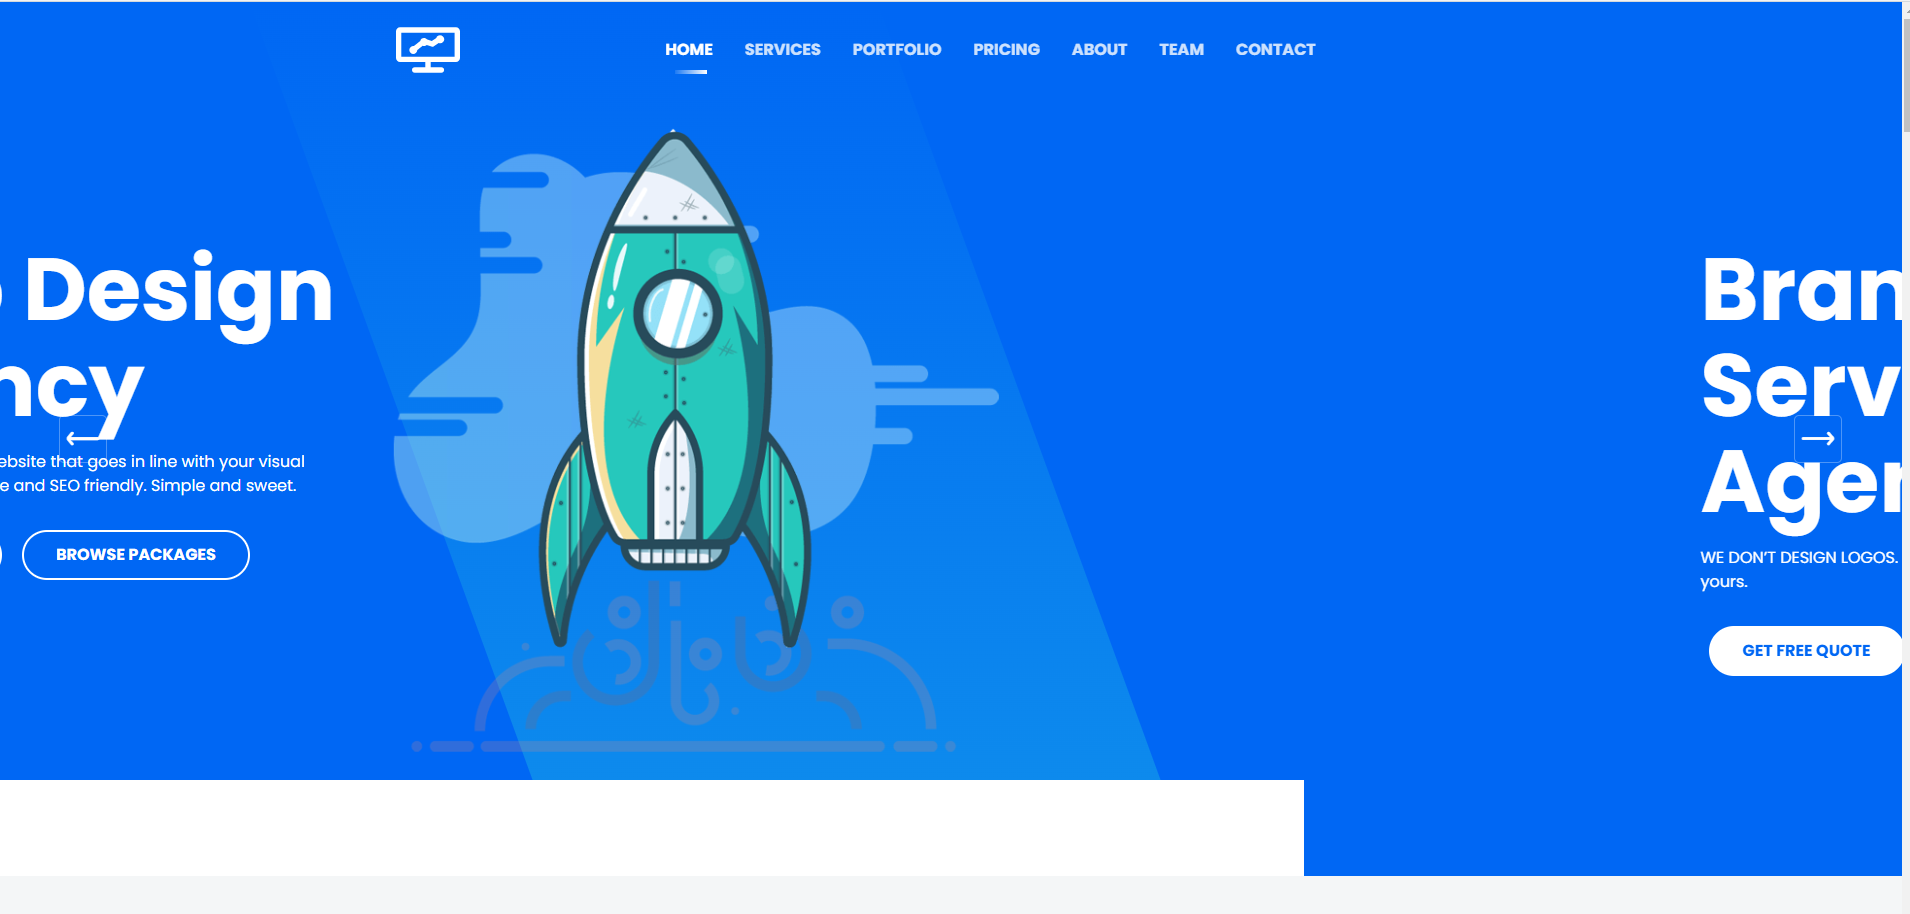 HOME SERVICES PORTFOLIO PRICING ABOUT TEAM CONTACT
Design
ncy
ebsite that goes in line with your visual
e and SEO friendly. Simple and sweet.
BROWSE PACKAGES
Bran
Serv
Ager
WE DON'T DESIGN LOGOS.
yours.
GET FREE QUOTE